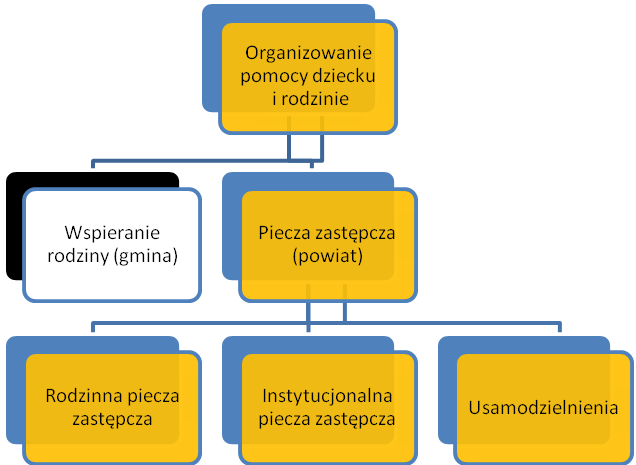 Organizowanie
pomocy dziecku
i rodzinie
Wspieranie
rodziny (gmina)
Piecza zastępcza
(powiat)
Rodzinna piecza
zastępcza
Instytucjonalna
piecza zastępcza
Usamodzielnienia